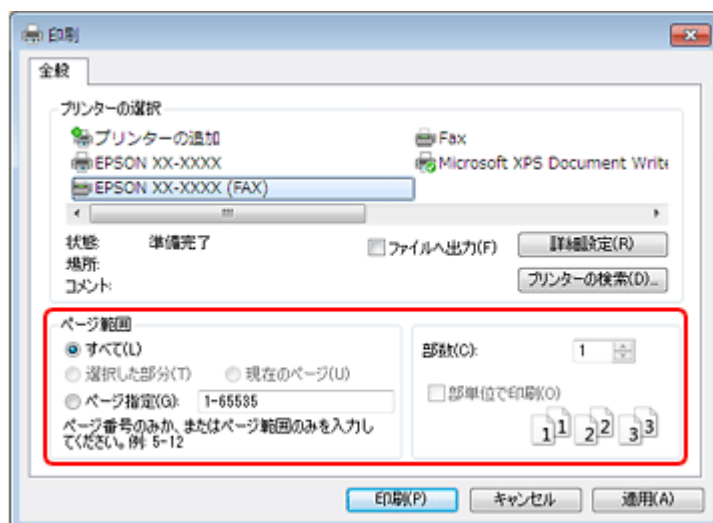 印刷
全般
プリンターの選択
プリンターの追加
Fax
EPSON XX-XXXX
Microsoft XPS Document Write
EPSON XX-XXXX (FAX)
状態: 準備完了
ファイルへ出力(F)
詳細設定(R)
場所:
コメント:
プリンターの検索(D)...
ページ範囲
すべて(L)
選択した部分(T)
現在のページ(U)
ページ指定(G): 1-65535
ページ番号のみか、またはページ範囲のみを入力し
てください。例: 5-12
部数(C): 1
部単位で印刷(O)
1 1 2 2 3 3
印刷(P)
キャンセル
適用(A)